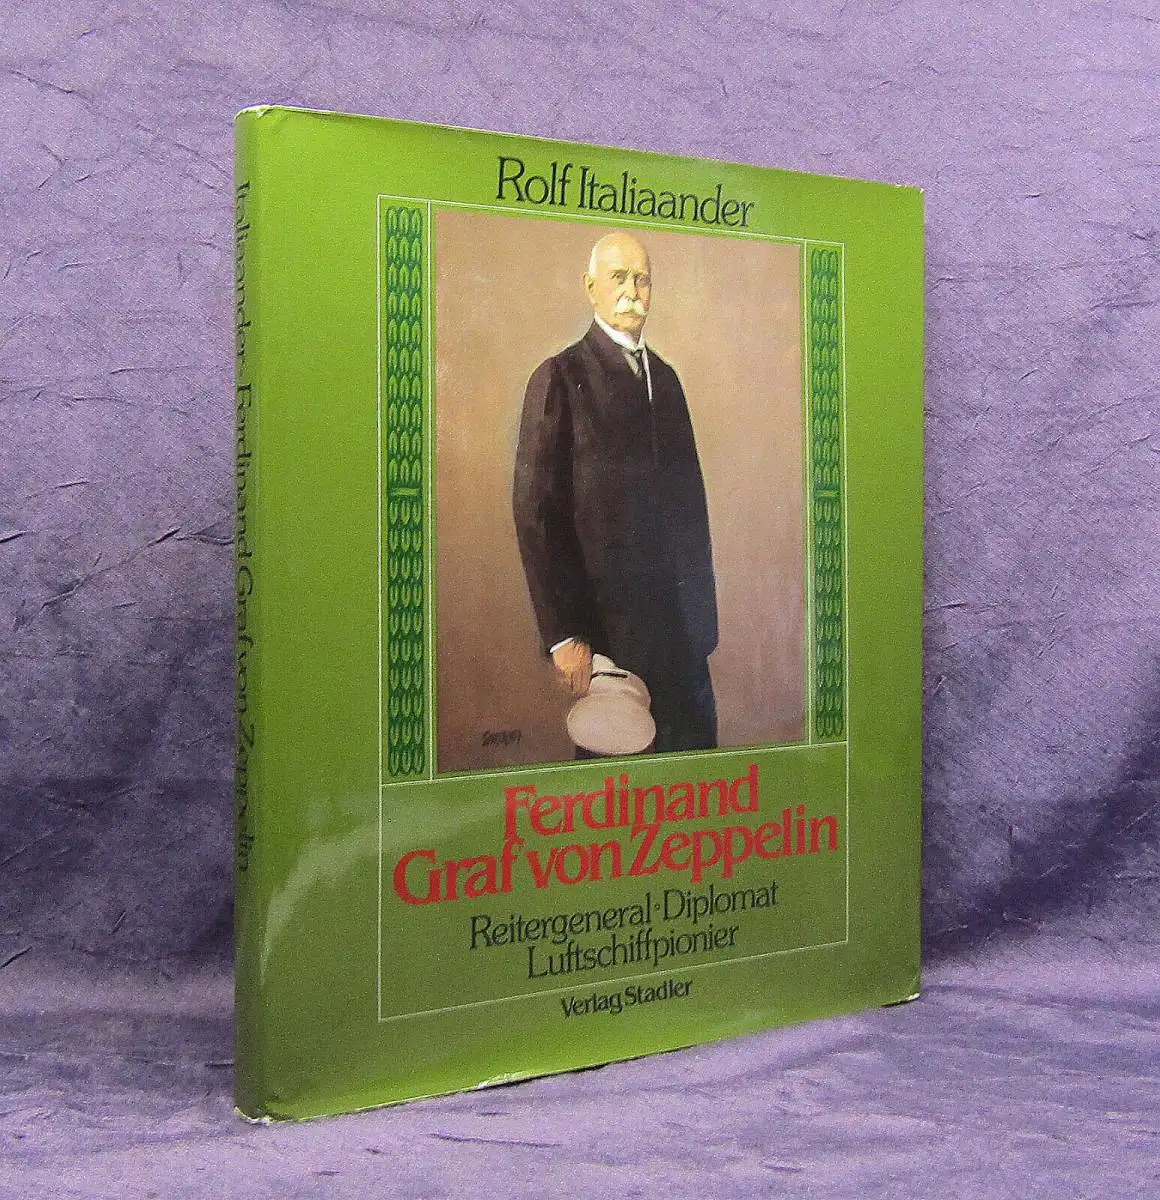 Rolf Italiaander
Ferdinand
Graf von Zeppelin
Reitergeneral · Diplomat
Luftschiffpionier
Verlag Stadler
Italiaander · Ferdinand Graf von Zeppelin